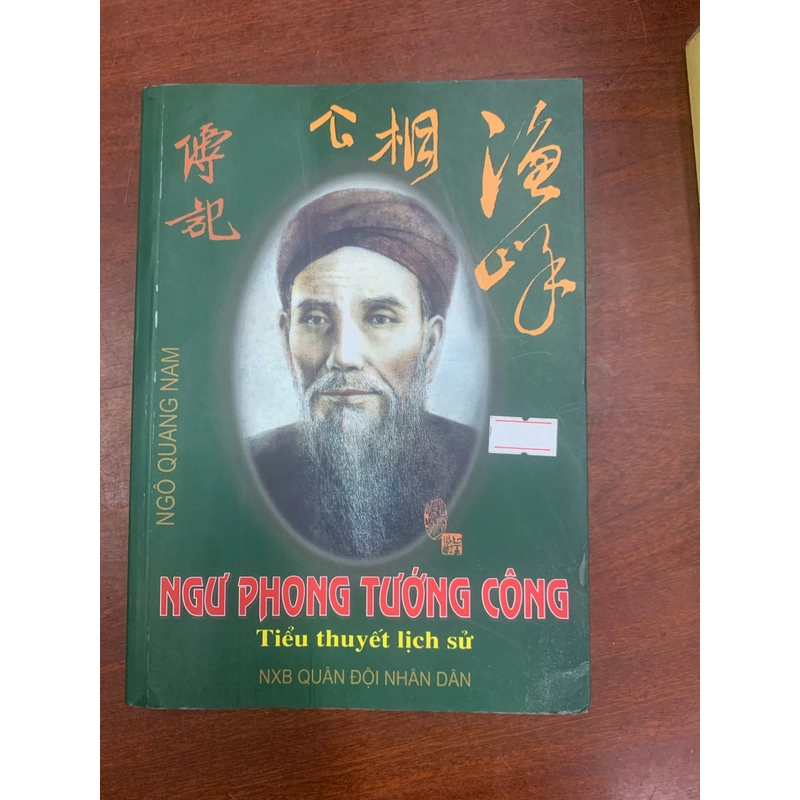 漁峰
相公
傳記
NGÔ QUANG NAM
NGƯ PHONG TƯỚNG CÔNG
Tiểu thuyết lịch sử
NXB QUÂN ĐỘI NHÂN DÂN